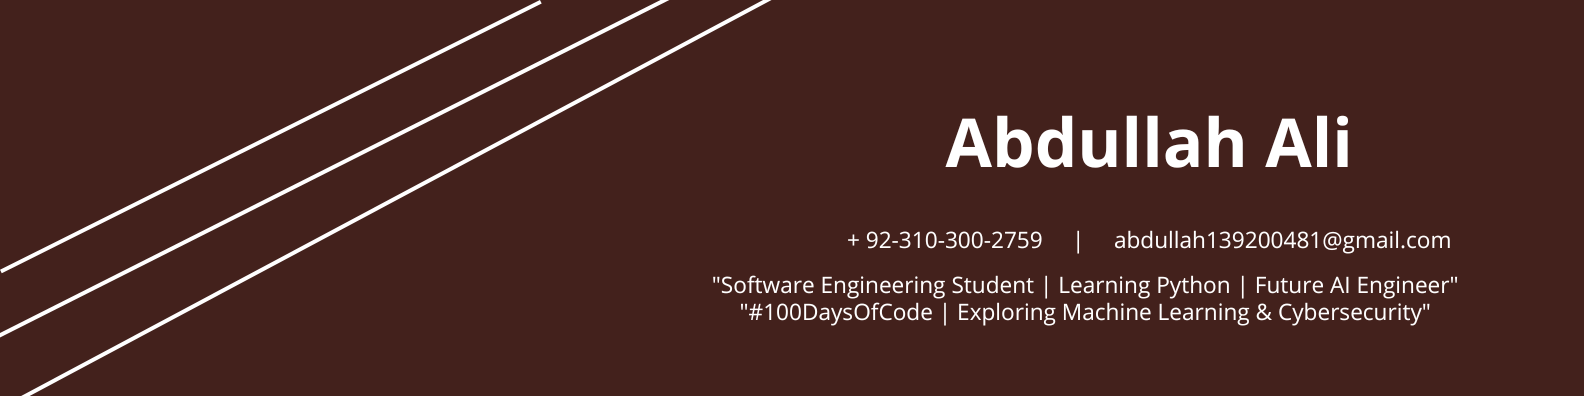 Abdullah Ali
+ 92-310-300-2759 | abdullah139200481@gmail.com
"Software Engineering Student | Learning Python | Future AI Engineer"
"#100DaysOfCode | Exploring Machine Learning & Cybersecurity"